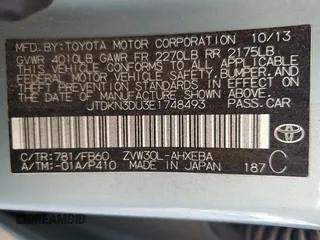 MFD.BY: TOYOTA MOTOR CORPORATION 10/13
GVWR 4010LB GAWR FR 2270LB RR 2175LB
THIS VEHICLE CONFORMS TO ALL APPLICABLE
FEDERAL MOTOR VEHICLE SAFETY, BUMPER, AND
THEFT PREVENTION STANDARDS IN EFFECT ON
THE DATE OF MANUFACTURE SHOWN ABOVE.
JTDKN3DU3E1748493 PASS.CAR
C/TR: 781/FB60 ZVW30L-AHXEBA
A/TM: -01A/P410 MADE IN JAPAN 187 C
TOYOTA
© DREAMBID